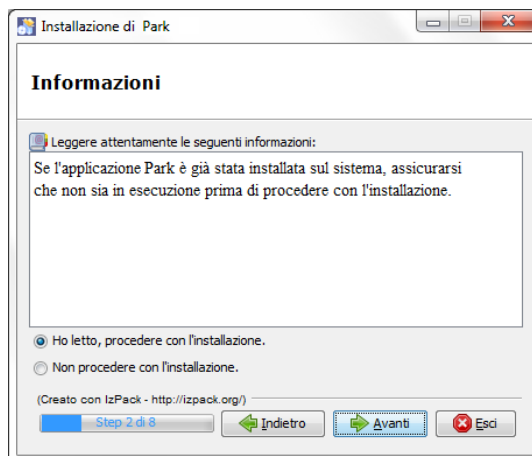 Installazione di Park
Informazioni
Leggere attentamente le seguenti informazioni:
Se l'applicazione Park è già stata installata sul sistema, assicurarsi
che non sia in esecuzione prima di procedere con l'installazione.
Ho letto, procedere con l'installazione.
Non procedere con l'installazione.
(Creato con IzPack - http://izpack.org/)
Step 2 di 8
Indietro
Avanti
Esci